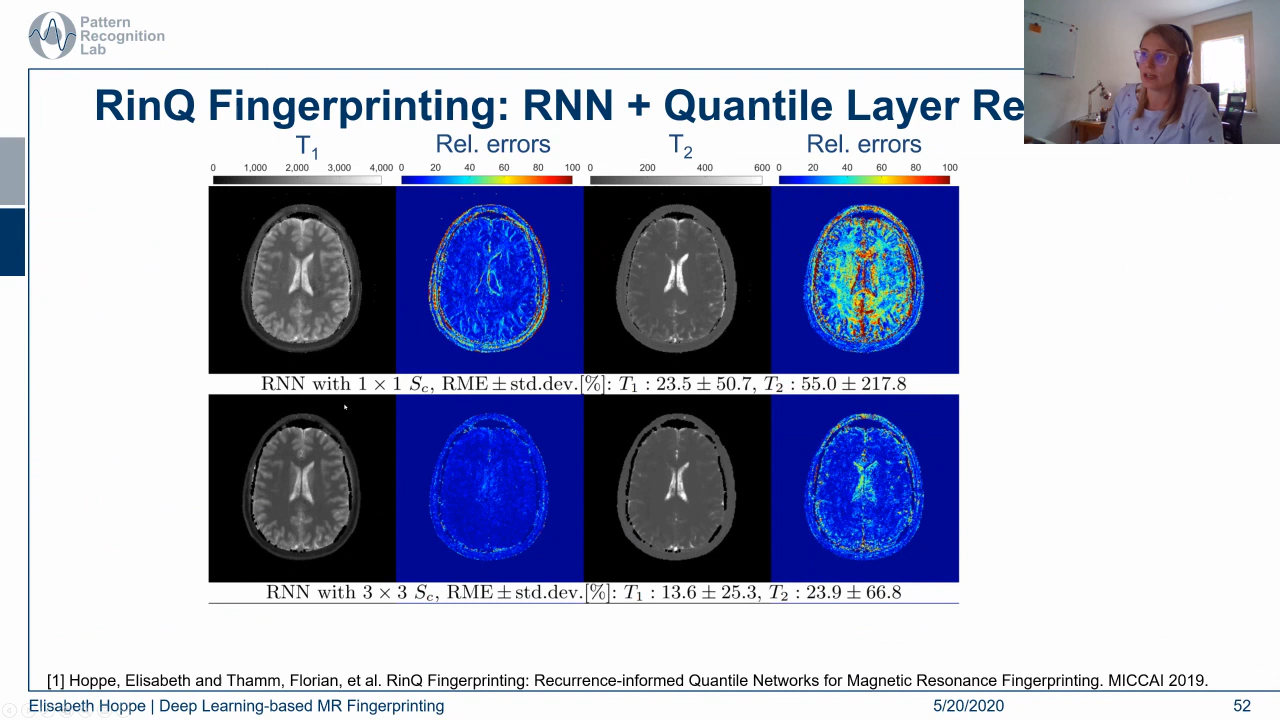 Pattern
Recognition
Lab
RinQ Fingerprinting: RNN + Quantile Layer Re
T1 Rel. errors T2 Rel. errors
0 1,000 2,000 3,000 4,000 0 20 40 60 80 100 0 200 400 600 0 20 40 60 80 100
RNN with 1 × 1 Sc, RME ± std.dev.[%]: T1 : 23.5 ± 50.7, T2 : 55.0 ± 217.8
RNN with 3 × 3 Sc, RME ± std.dev.[%]: T1 : 13.6 ± 25.3, T2 : 23.9 ± 66.8
[1] Hoppe, Elisabeth and Thamm, Florian, et al. RinQ Fingerprinting: Recurrence-informed Quantile Networks for Magnetic Resonance Fingerprinting. MICCAI 2019.
Elisabeth Hoppe | Deep Learning-based MR Fingerprinting 5/20/2020 52